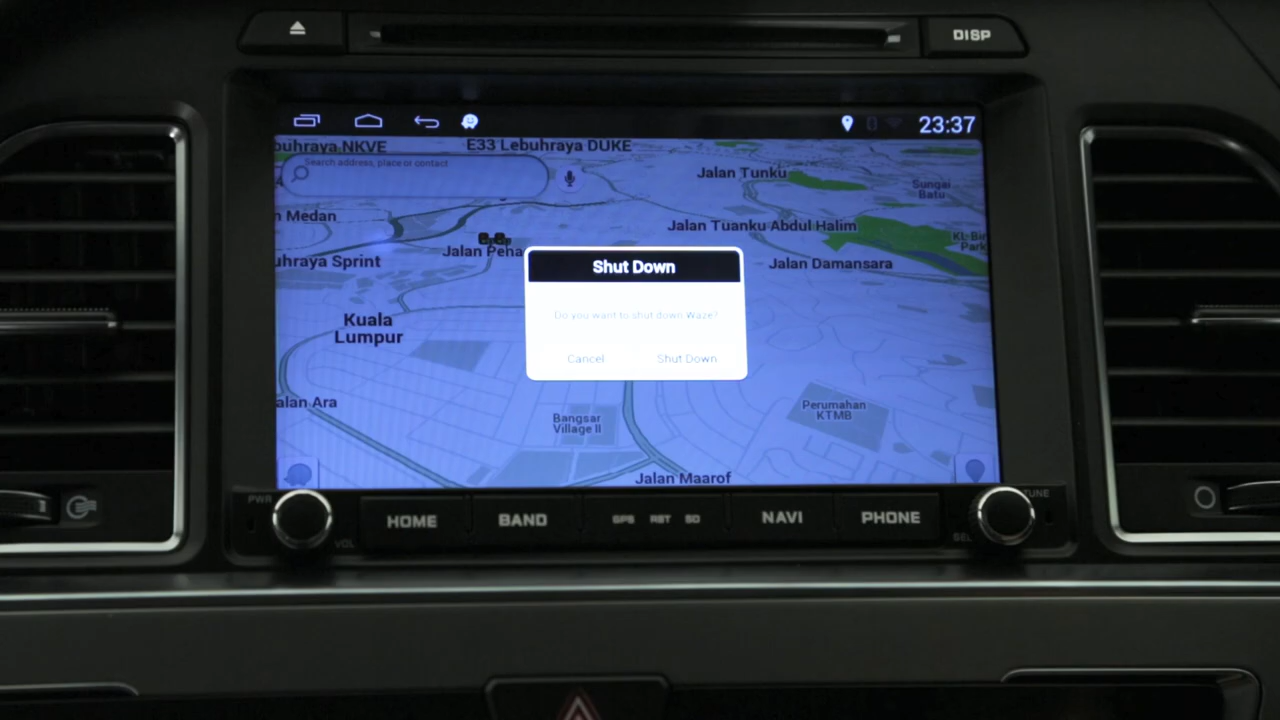 DISP
23:37
buhraya NKVE
E33 Lebuhraya DUKE
Search address, place or contact
Jalan Tunku
Sungai
Batu
n Medan
Jalan Tuanku Abdul Halim
KL Bir
Park
Jalan Peha
uhraya Sprint
Jalan Damansara
Shut Down
Do you want to shut down Waze?
Cancel
Shut Down
Kuala
Lumpur
alan Ara
Bangsar
Village II
Perumahan
KTMB
Jalan Maarof
PWR
VOL
HOME
BAND
GPS
RST
SD
NAVI
PHONE
TUNE
SEL